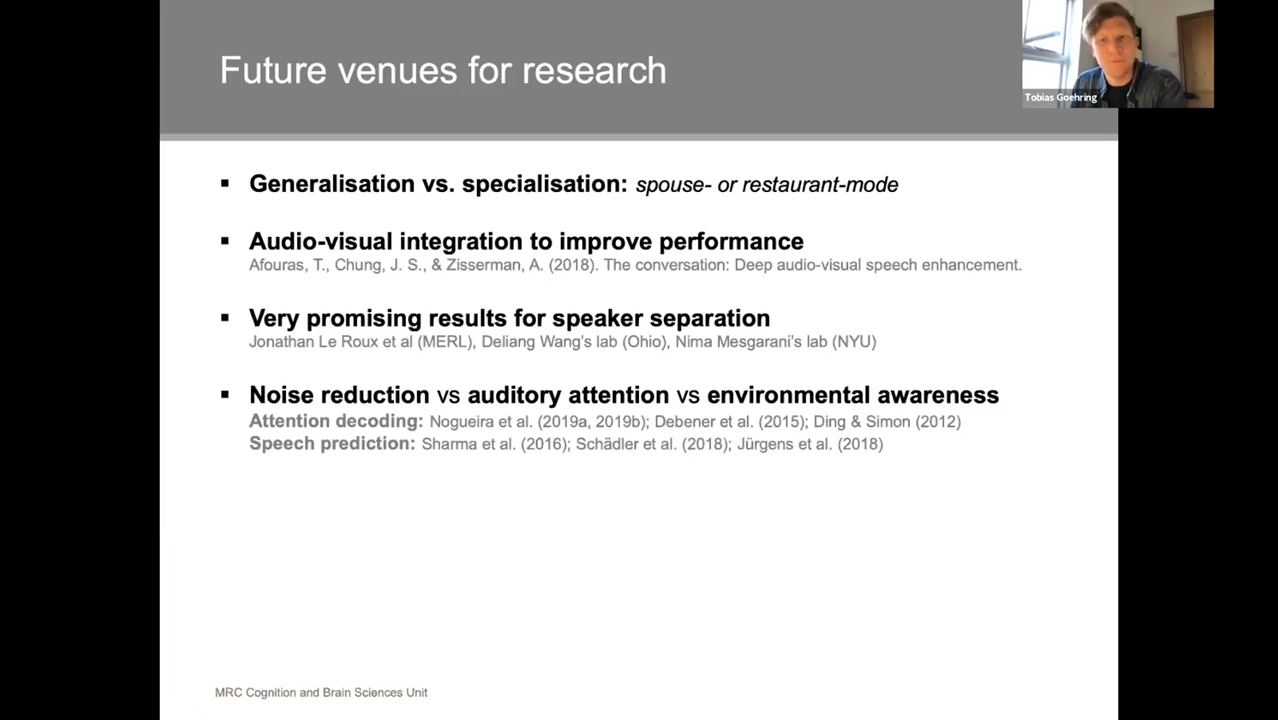 Future venues for research
Tobias Goehring
▪ Generalisation vs. specialisation: spouse- or restaurant-mode
▪ Audio-visual integration to improve performance
Afouras, T., Chung, J. S., & Zisserman, A. (2018). The conversation: Deep audio-visual speech enhancement.
▪ Very promising results for speaker separation
Jonathan Le Roux et al (MERL), Deliang Wang's lab (Ohio), Nima Mesgarani's lab (NYU)
▪ Noise reduction vs auditory attention vs environmental awareness
Attention decoding: Nogueira et al. (2019a, 2019b); Debener et al. (2015); Ding & Simon (2012)
Speech prediction: Sharma et al. (2016); Schädler et al. (2018); Jürgens et al. (2018)
MRC Cognition and Brain Sciences Unit